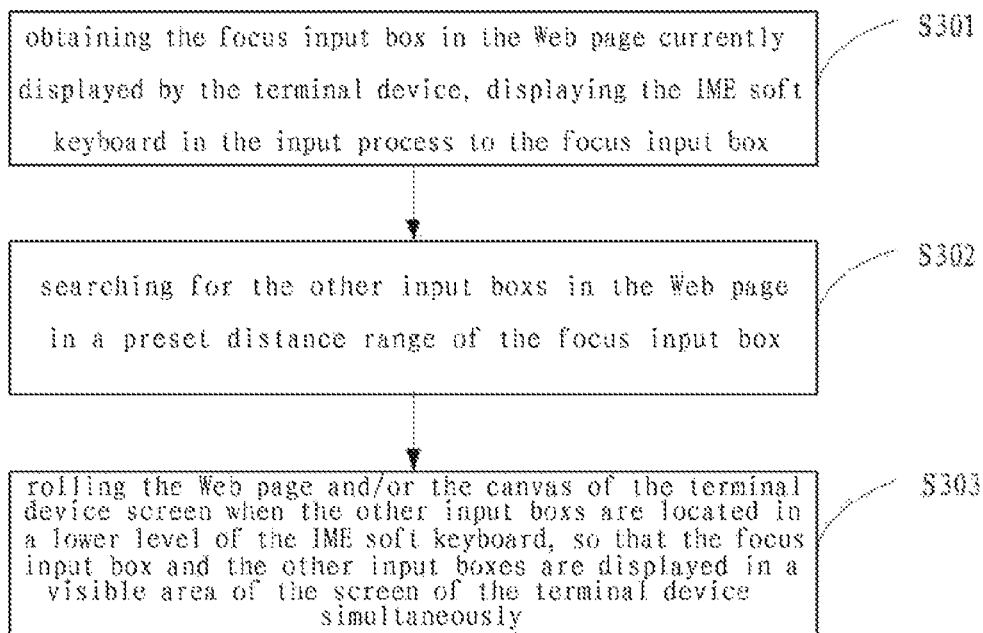 obtaining the focus input box in the Web page currently
displayed by the terminal device, displaying the IME soft
keyboard in the input process to the focus input box
S301
searching for the other input boxs in the Web page
in a preset distance range of the focus input box
S302
rolling the Web page and/or the canvas of the terminal
device screen when the other input boxs are located in
a lower level of the IME soft keyboard, so that the focus
input box and the other input boxes are displayed in a
visible area of the screen of the terminal device
simultaneously
S303